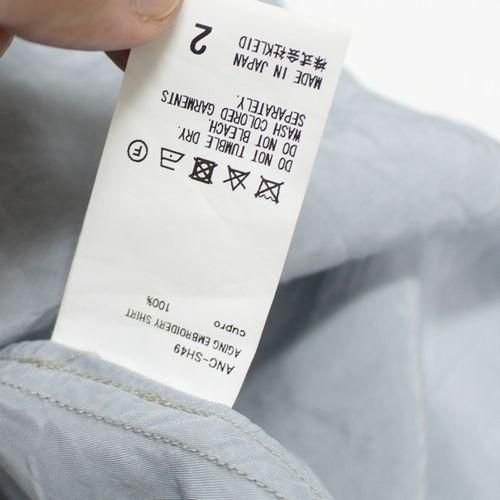 ANC-SH49
AGING EMBROIDERY SHIRT
cupro
100%
F
DO NOT TUMBLE DRY.
DO NOT BLEACH.
WASH COLORED GARMENTS
SEPARATELY.
MADE IN JAPAN
株式会社KLEID
2